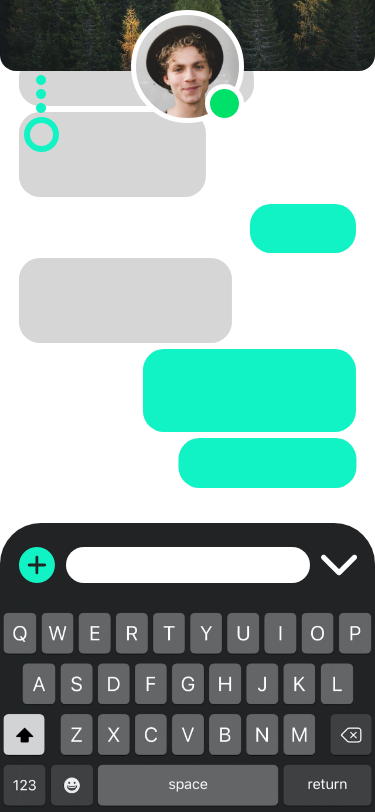 Q W E R T Y U I O P
A S D F G H J K L
Z X C V B N M
123 space return